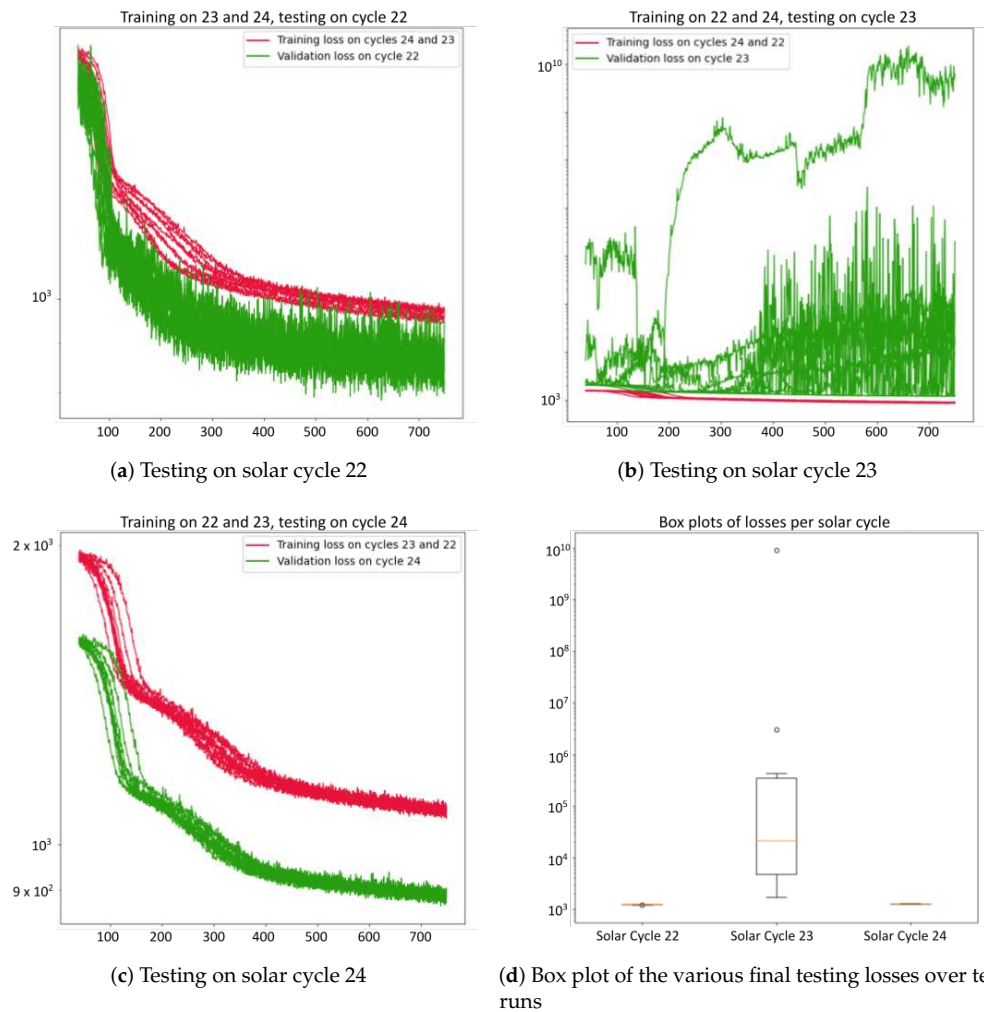 Training on 23 and 24, testing on cycle 22
Training loss on cycles 24 and 23
Validation loss on cycle 22
10³
100 200 300 400 500 600 700
(a) Testing on solar cycle 22
Training on 22 and 24, testing on cycle 23
Training loss on cycles 24 and 22
Validation loss on cycle 23
10¹⁰
10³
100 200 300 400 500 600 700
(b) Testing on solar cycle 23
Training on 22 and 23, testing on cycle 24
Training loss on cycles 23 and 22
Validation loss on cycle 24
2 x 10³
10³
9 x 10²
100 200 300 400 500 600 700
(c) Testing on solar cycle 24
Box plots of losses per solar cycle
10¹⁰
10⁹
10⁸
10⁷
10⁶
10⁵
10⁴
10³
Solar Cycle 22 Solar Cycle 23 Solar Cycle 24
(d) Box plot of the various final testing losses over te
runs